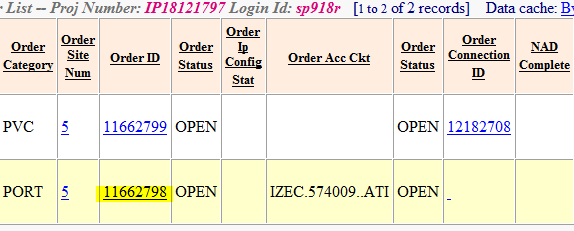 List -- Proj Number: IP18121797 Login Id: sp918r [1 to 2 of 2 records] Data cache: By
Order Category Order Site Num Order ID Order Status Order Ip Config Stat Order Acc Ckt Order Status Order Connection ID NAD Complete
PVC 5 11662799 OPEN OPEN 12182708
PORT 5 11662798 OPEN IZEC.574009..ATI OPEN